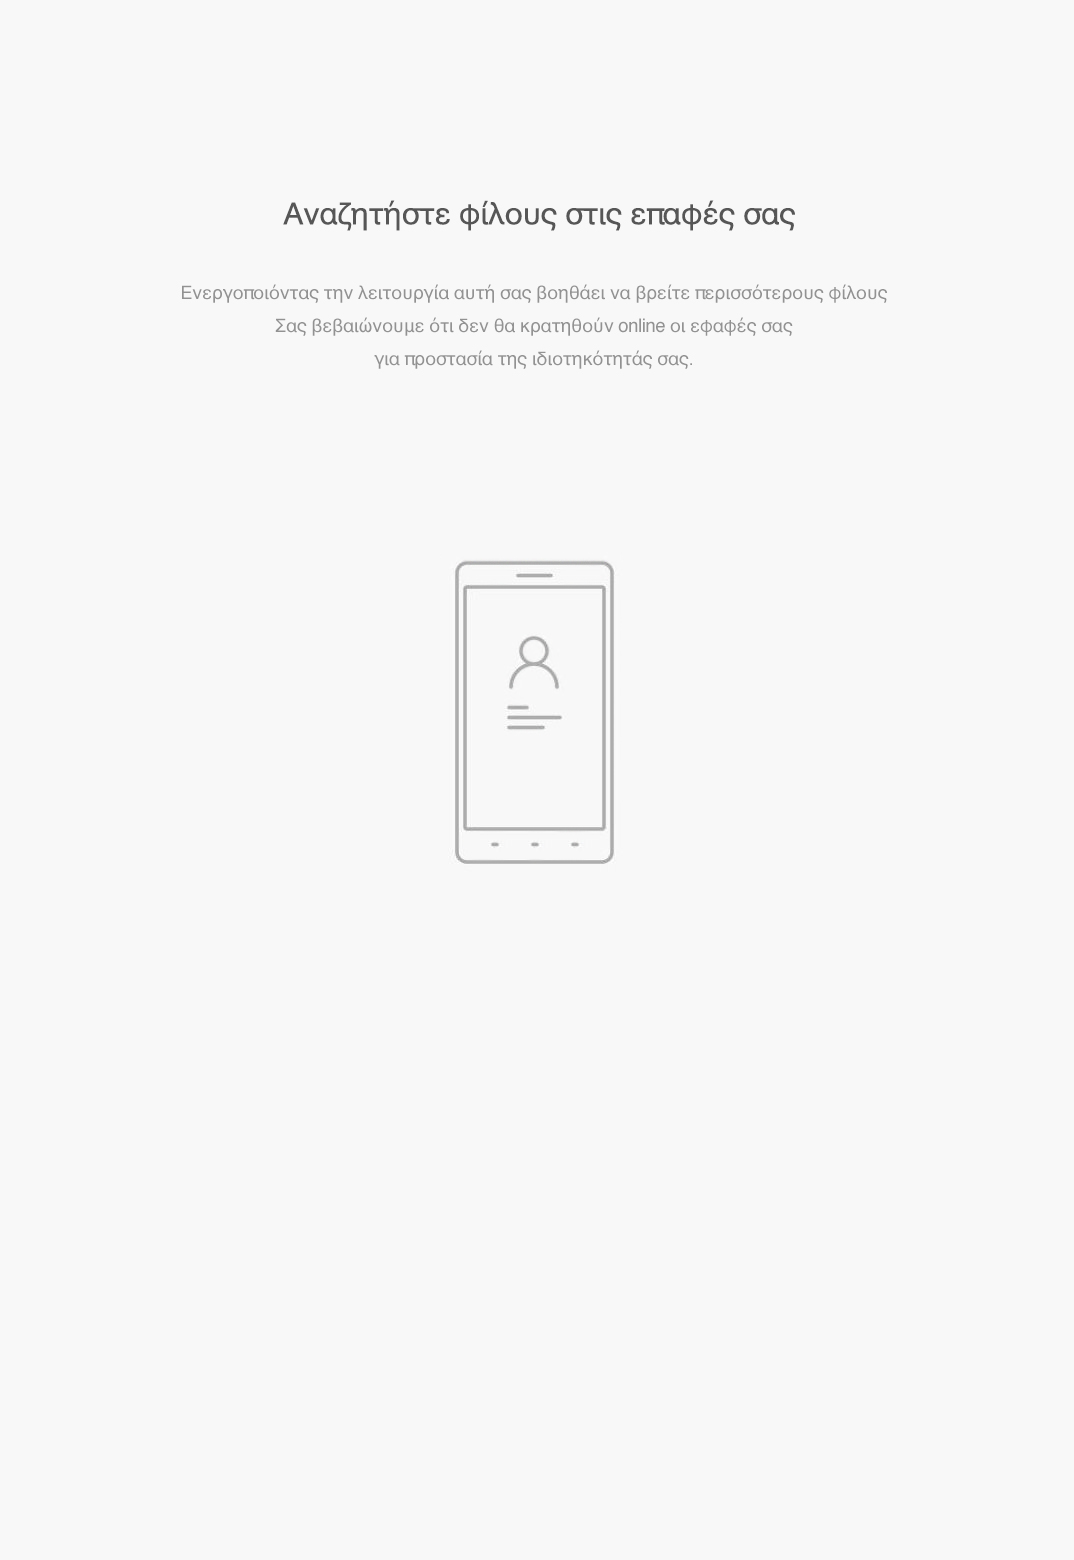 Αναζητήστε φίλους στις επαφές σας
Ενεργοποιόντας την λειτουργία αυτή σας βοηθάει να βρείτε περισσότερους φίλους
Σας βεβαιώνουμε ότι δεν θα κρατηθούν online οι εφαφές σας
για προστασία της ιδιοτηκότητάς σας.